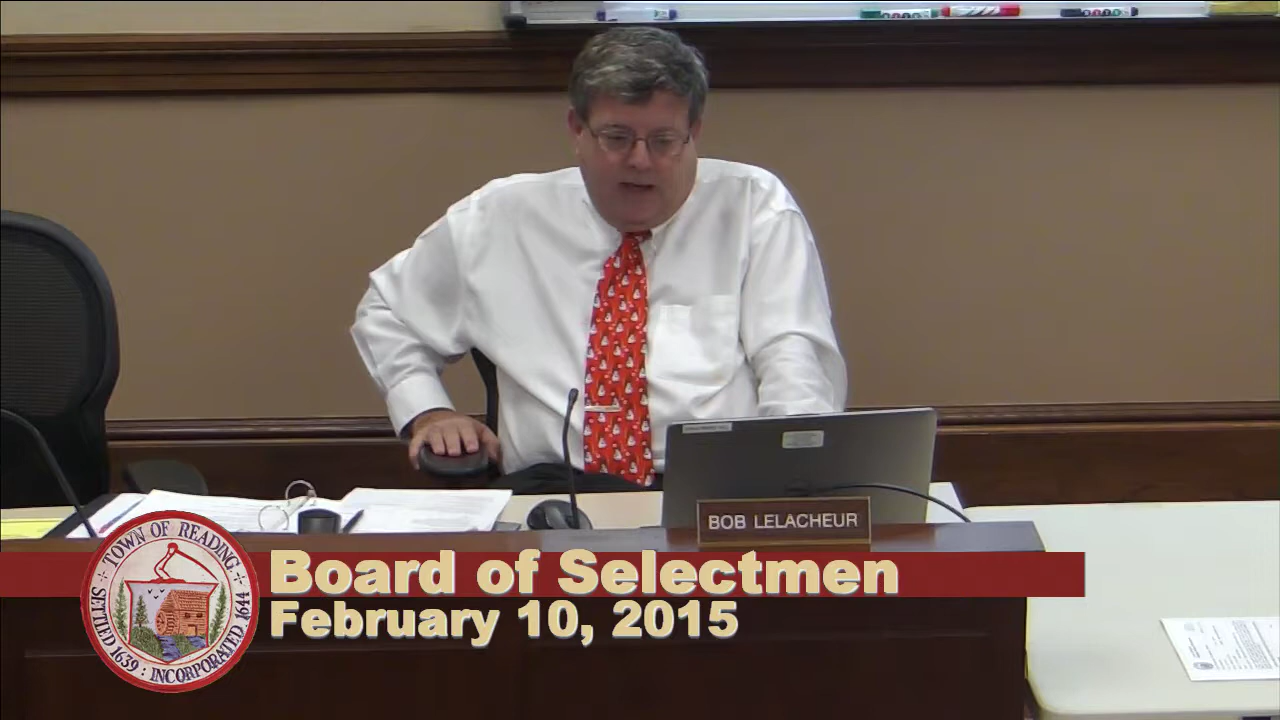 BOB LELACHEUR
TOWN OF READING
SETTLED 1639 : INCORPORATED 1644
Board of Selectmen
February 10, 2015